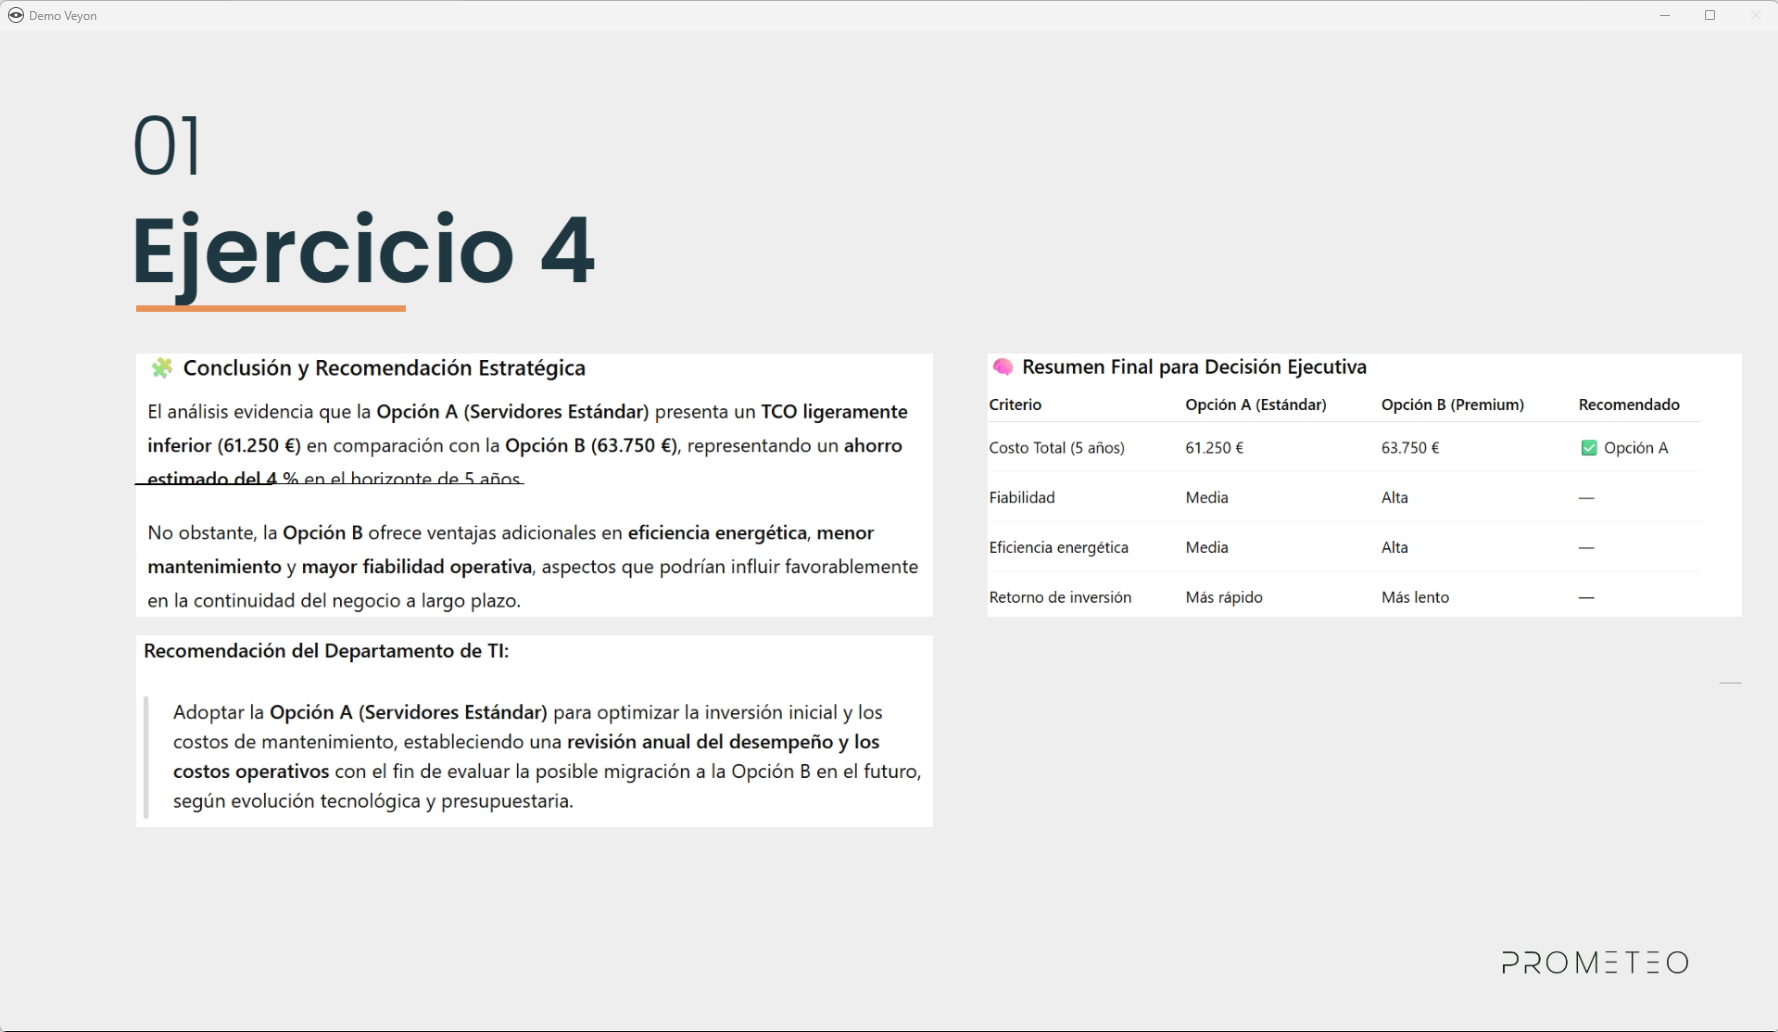 Demo Veyon
01
Ejercicio 4
🧩 Conclusión y Recomendación Estratégica
El análisis evidencia que la Opción A (Servidores Estándar) presenta un TCO ligeramente
inferior (61.250 €) en comparación con la Opción B (63.750 €), representando un ahorro
estimado del 4 % en el horizonte de 5 años.
No obstante, la Opción B ofrece ventajas adicionales en eficiencia energética, menor
mantenimiento y mayor fiabilidad operativa, aspectos que podrían influir favorablemente
en la continuidad del negocio a largo plazo.
Recomendación del Departamento de TI:
Adoptar la Opción A (Servidores Estándar) para optimizar la inversión inicial y los
costos de mantenimiento, estableciendo una revisión anual del desempeño y los
costos operativos con el fin de evaluar la posible migración a la Opción B en el futuro,
según evolución tecnológica y presupuestaria.
🧠 Resumen Final para Decisión Ejecutiva
Criterio Opción A (Estándar) Opción B (Premium) Recomendado
Costo Total (5 años) 61.250 € 63.750 € ✅ Opción A
Fiabilidad Media Alta —
Eficiencia energética Media Alta —
Retorno de inversión Más rápido Más lento —
PROMETEO